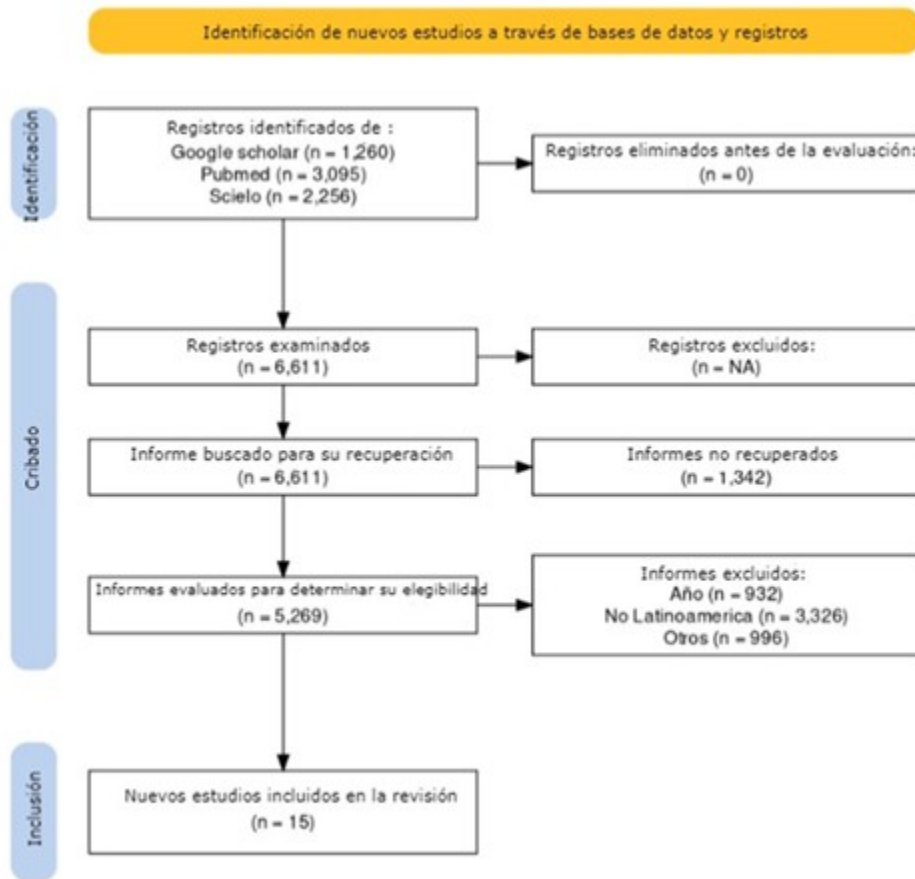 Identificación de nuevos estudios a través de bases de datos y registros
Identificación
Registros identificados de :
Google scholar (n = 1,260)
Pubmed (n = 3,095)
Scielo (n = 2,256)
Registros eliminados antes de la evaluación:
(n = 0)
Cribado
Registros examinados
(n = 6,611)
Registros excluidos:
(n = NA)
Informe buscado para su recuperación
(n = 6,611)
Informes no recuperados
(n = 1,342)
Informes evaluados para determinar su elegibilidad
(n = 5,269)
Informes excluidos:
Año (n = 932)
No Latinoamerica (n = 3,326)
Otros (n = 996)
Inclusión
Nuevos estudios incluidos en la revisión
(n = 15)